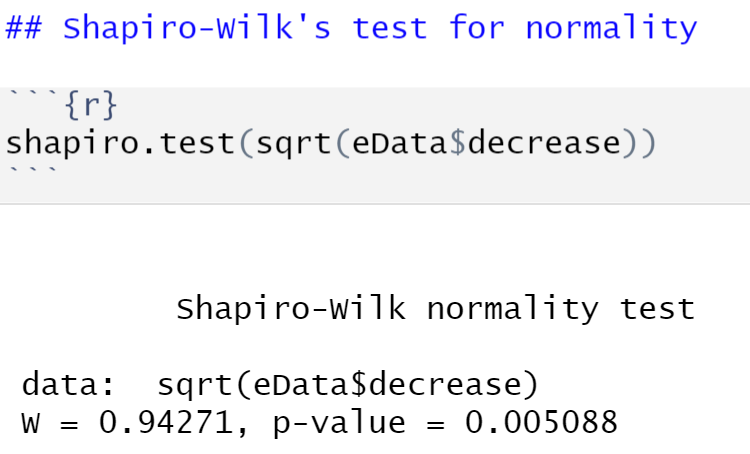 ## Shapiro-Wilk's test for normality
```{r}
shapiro.test(sqrt(eData$decrease))
```
Shapiro-Wilk normality test
data:  sqrt(eData$decrease)
W = 0.94271, p-value = 0.005088